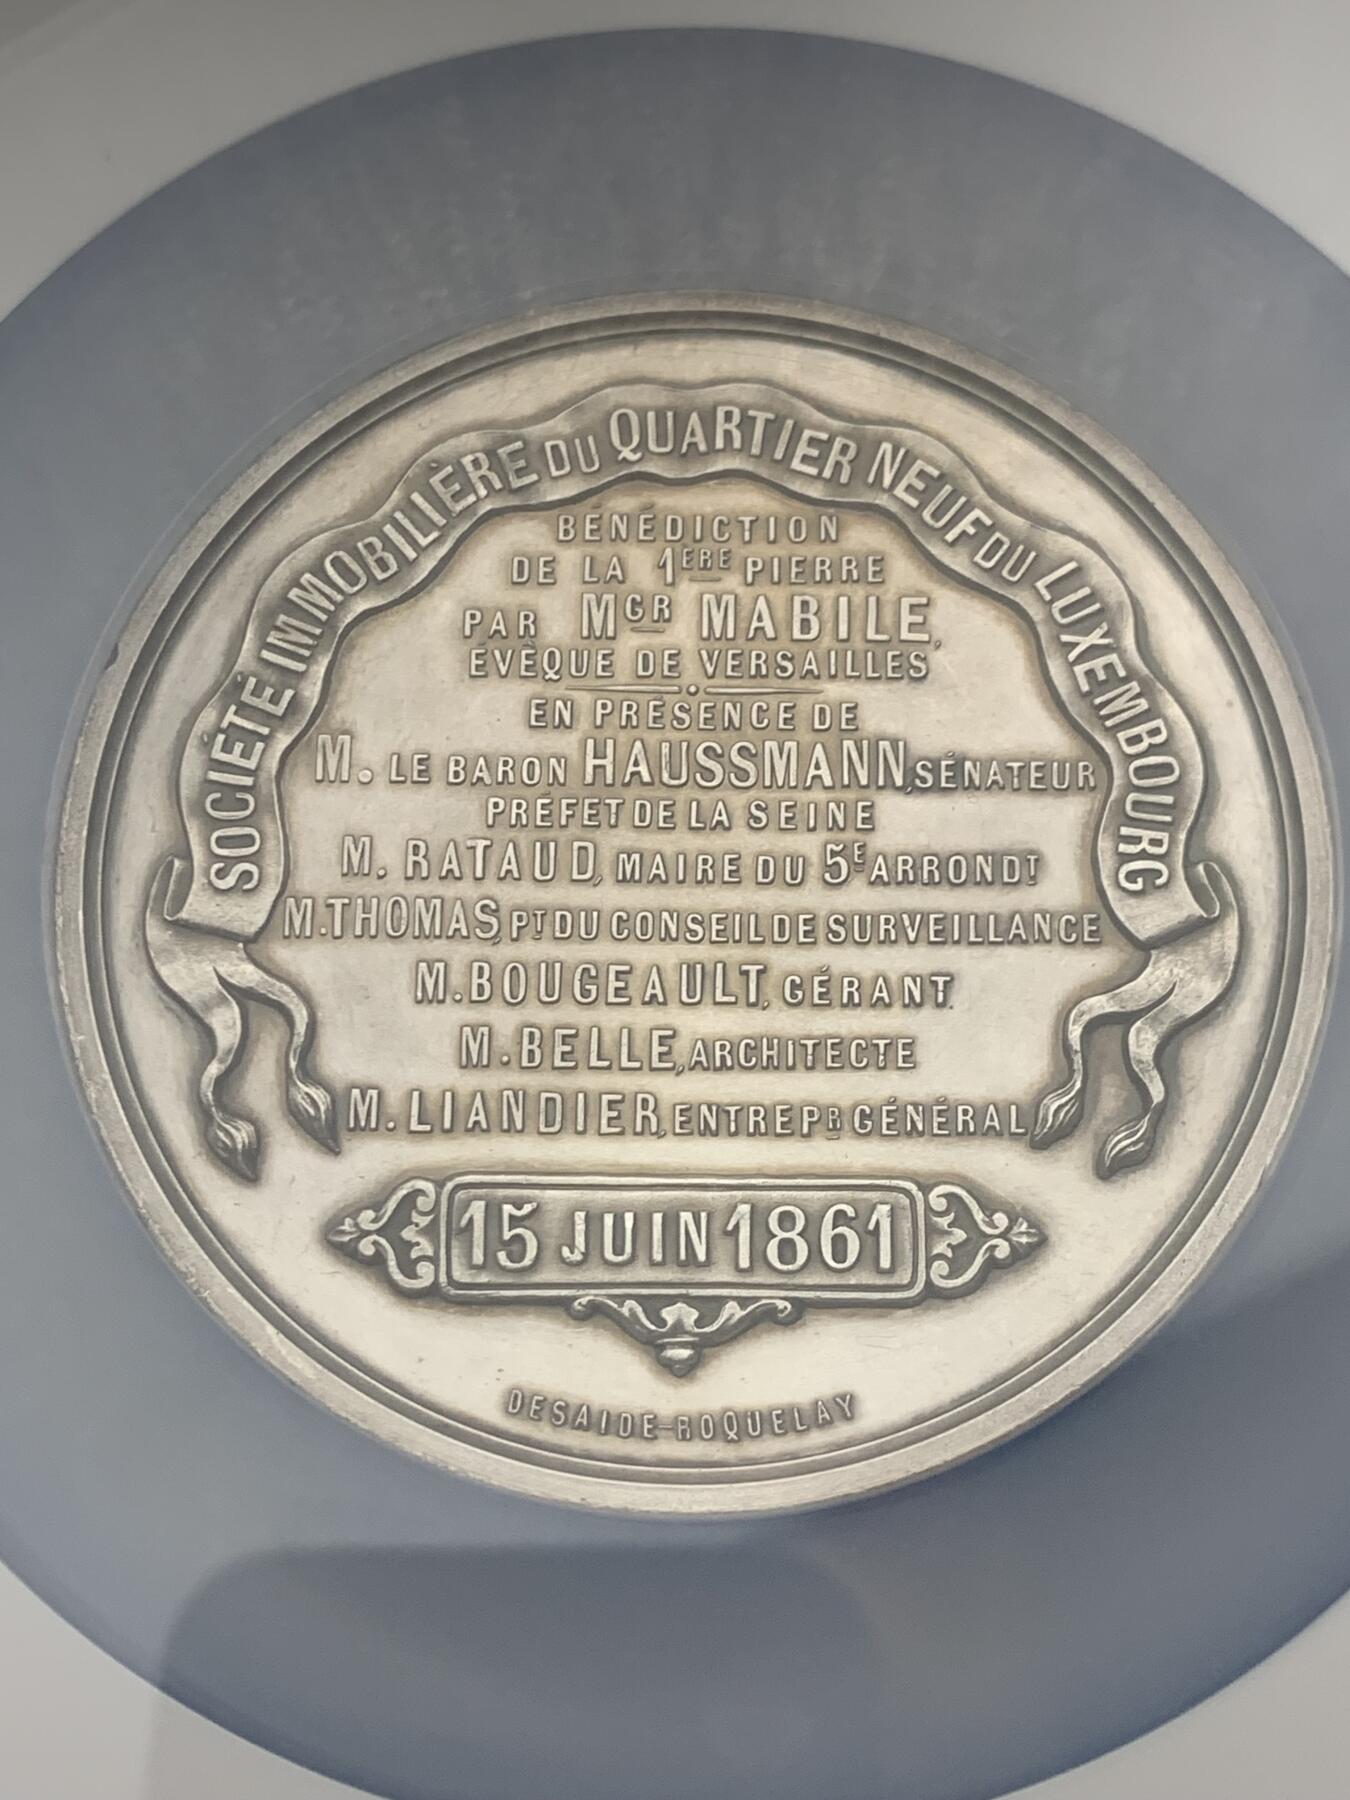 SOCIÉTÉ IMMOBILIÈRE DU QUARTIER NEUF DU LUXEMBOURG
BÉNÉDICTION
DE LA 1ERE PIERRE
PAR MGR MABILE,
ÉVÊQUE DE VERSAILLES
EN PRÉSENCE DE
M. LE BARON HAUSSMANN, SÉNATEUR
PRÉFET DE LA SEINE
M. RATAUD, MAIRE DU 5E ARRONDT
M. THOMAS, PT DU CONSEIL DE SURVEILLANCE
M. BOUGEAULT, GÉRANT.
M. BELLE, ARCHITECTE
M. LIANDIER, ENTREPR GÉNÉRAL
15 JUIN 1861
DESAIDE-ROQUELAY